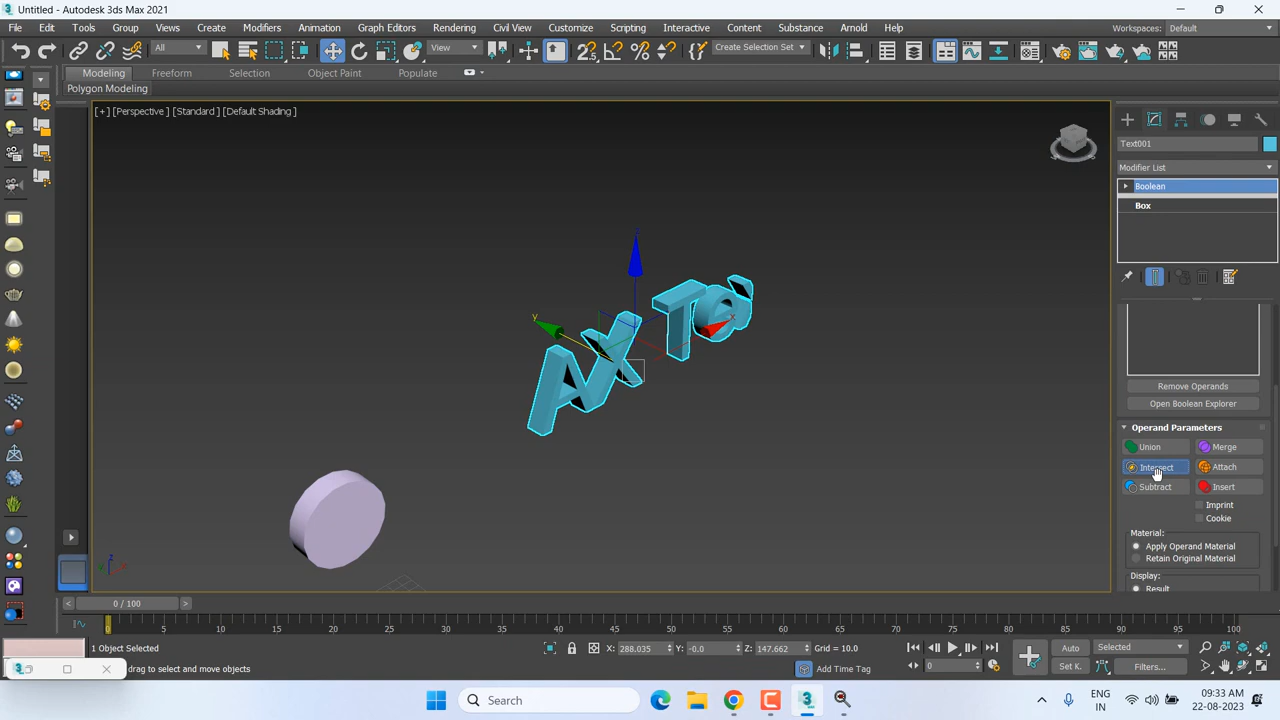 Untitled - Autodesk 3ds Max 2021
File Edit Tools Group Views Create Modifiers Animation Graph Editors Rendering Civil View Customize Scripting Interactive Content Substance Arnold Help Workspaces: Default
All View Create Selection Set
Modeling Freeform Selection Object Paint Populate
Polygon Modeling
[+] [Perspective ] [Standard ] [Default Shading ]
Text001
Modifier List
Boolean
Box
z
y
x
AX Te
Remove Operands
Open Boolean Explorer
Operand Parameters
Union Merge
Intersect Attach
Subtract Insert
Imprint
Cookie
Material:
Apply Operand Material
Retain Original Material
Display:
Result
< 0 / 100 >
0 5 10 15 20 25 30 35 40 45 50 55 60 65 70 75 80 85 90 95 100
1 Object Selected X: 288.035 Y: -0.0 Z: 147.662 Grid = 10.0 Auto Selected
drag to select and move objects Add Time Tag 0 Set K. Filters...
Search ENG IN 09:33 AM 22-08-2023